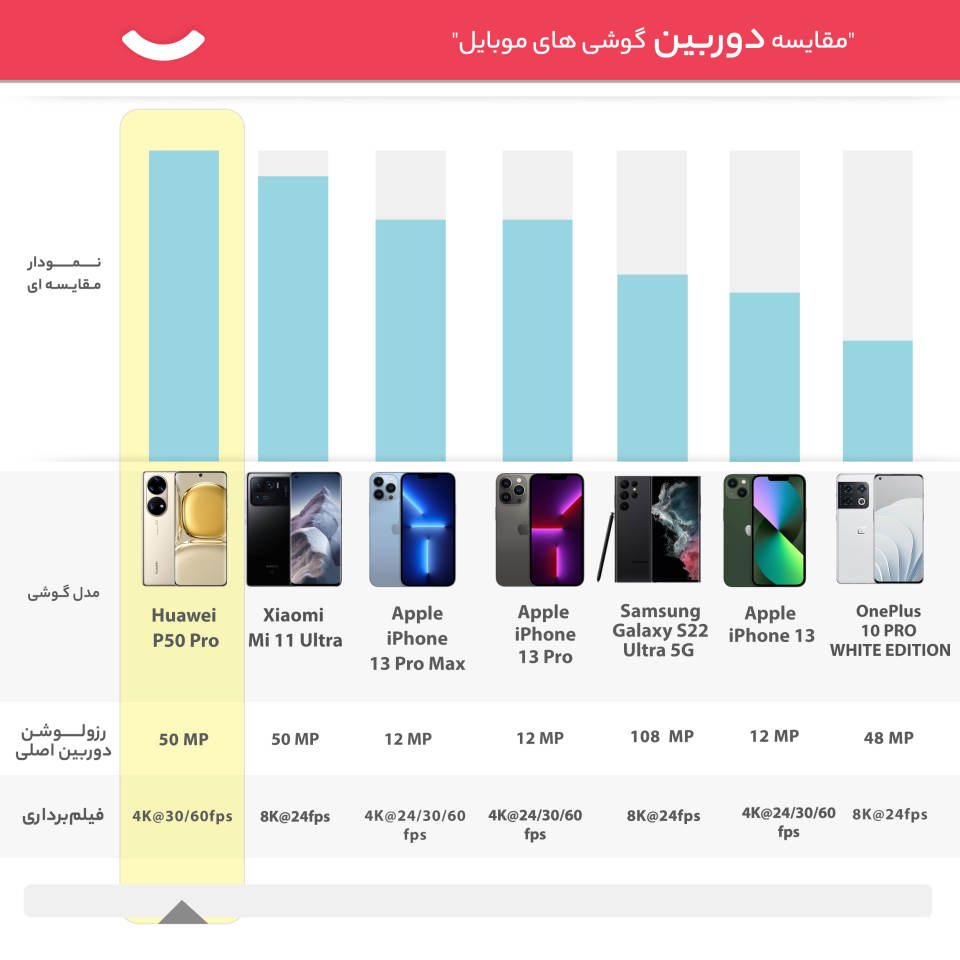 "مقایسه دوربین گوشی های موبایل"
نـــمـــودار
مقایسه ای
مدل گوشی
Huawei
P50 Pro
Xiaomi
Mi 11 Ultra
Apple
iPhone
13 Pro Max
Apple
iPhone
13 Pro
Samsung
Galaxy S22
Ultra 5G
Apple
iPhone 13
OnePlus
10 PRO
WHITE EDITION
رزولـــوشـن
دوربین اصلی
50 MP
50 MP
12 MP
12 MP
108 MP
12 MP
48 MP
فیلم‌برداری
4K@30/60fps
8K@24fps
4K@24/30/60
fps
4K@24/30/60
fps
8K@24fps
4K@24/30/60
fps
8K@24fps